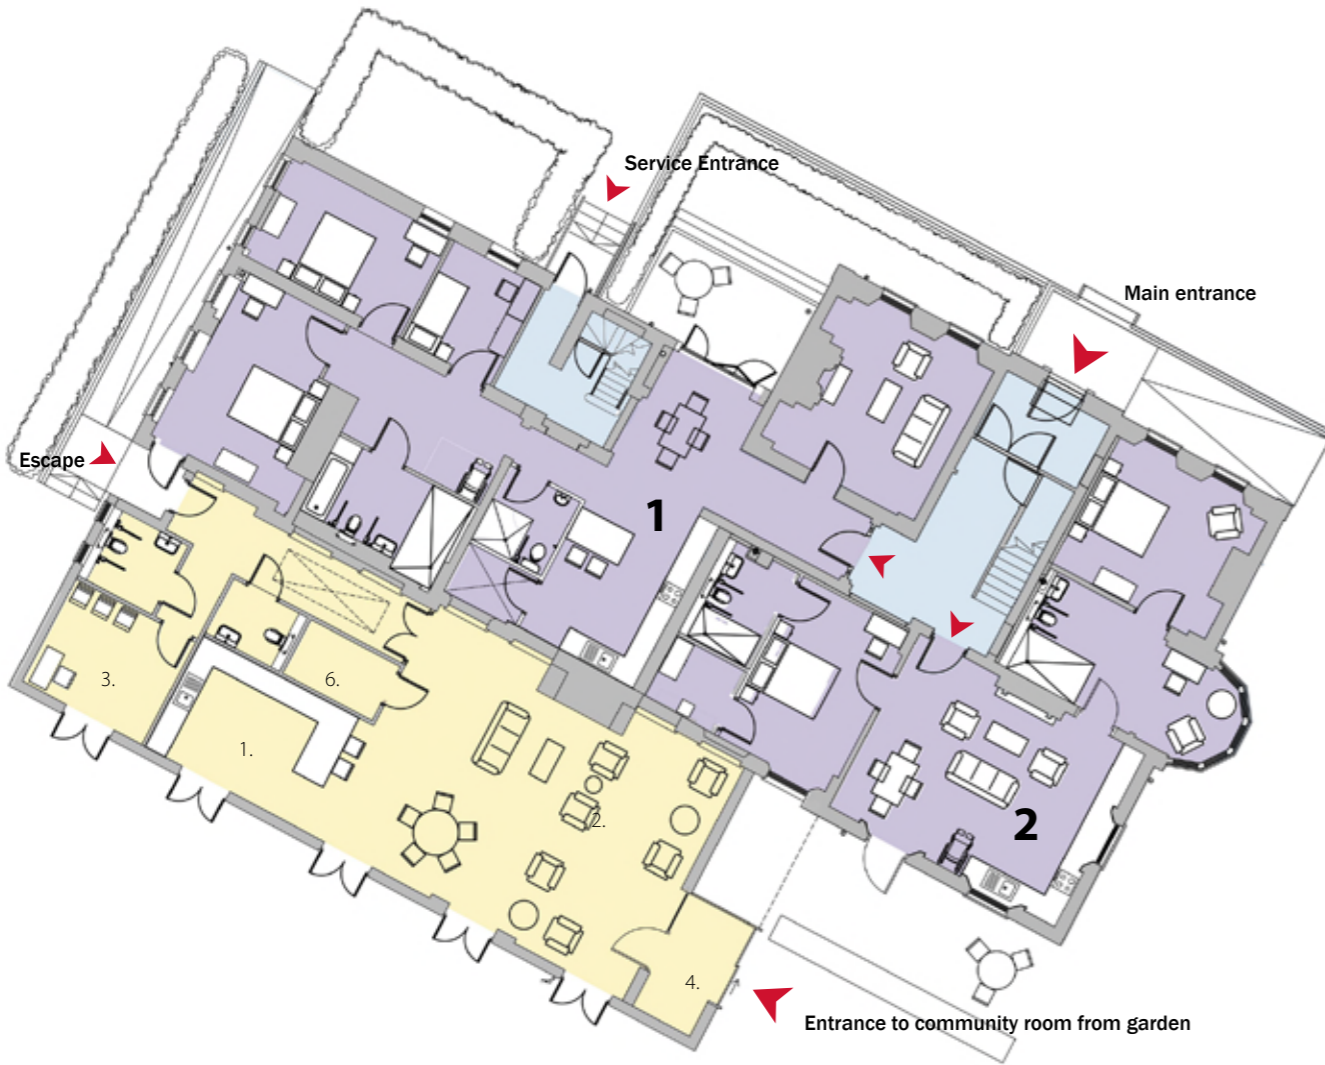 Service Entrance
Main entrance
Escape
1
3.
6.
1.
2.
2
4.
Entrance to community room from garden